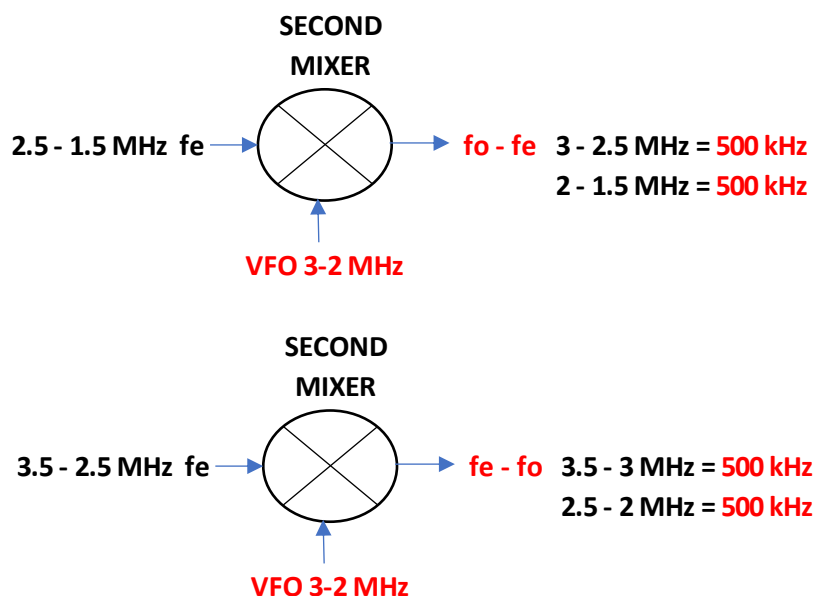 SECOND
MIXER
2.5 - 1.5 MHz fe
fo - fe 3 - 2.5 MHz = 500 kHz
2 - 1.5 MHz = 500 kHz
VFO 3-2 MHz
SECOND
MIXER
3.5 - 2.5 MHz fe
fe - fo 3.5 - 3 MHz = 500 kHz
2.5 - 2 MHz = 500 kHz
VFO 3-2 MHz